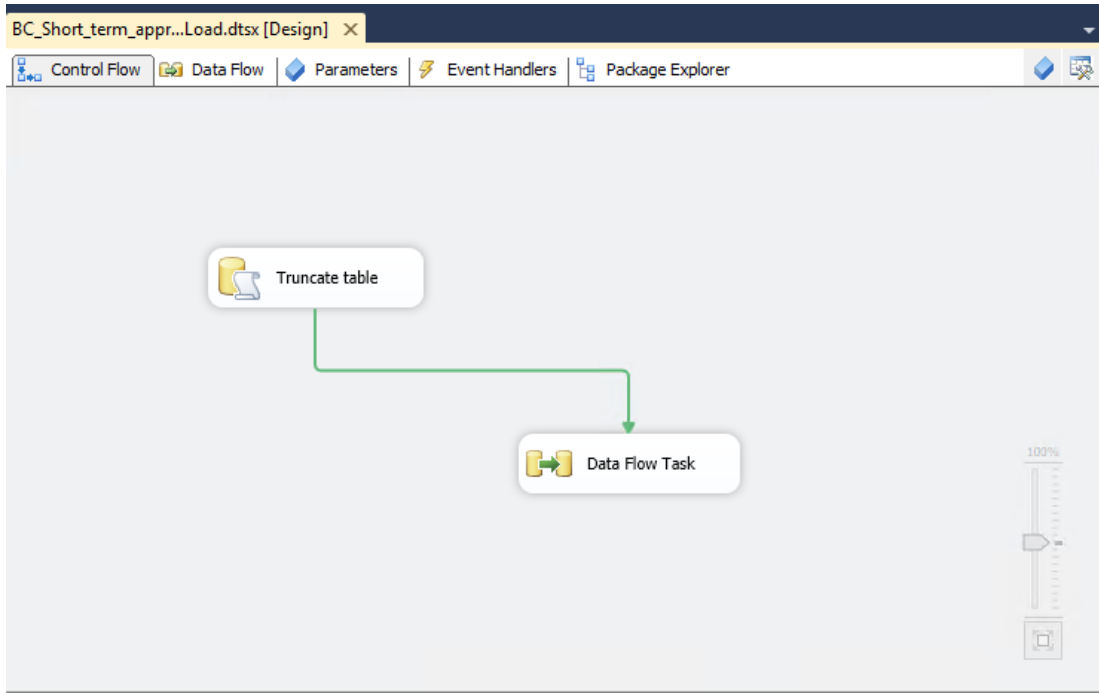 BC_Short_term_appr...Load.dtsx [Design]
Control Flow Data Flow Parameters Event Handlers Package Explorer
Truncate table
Data Flow Task
100%